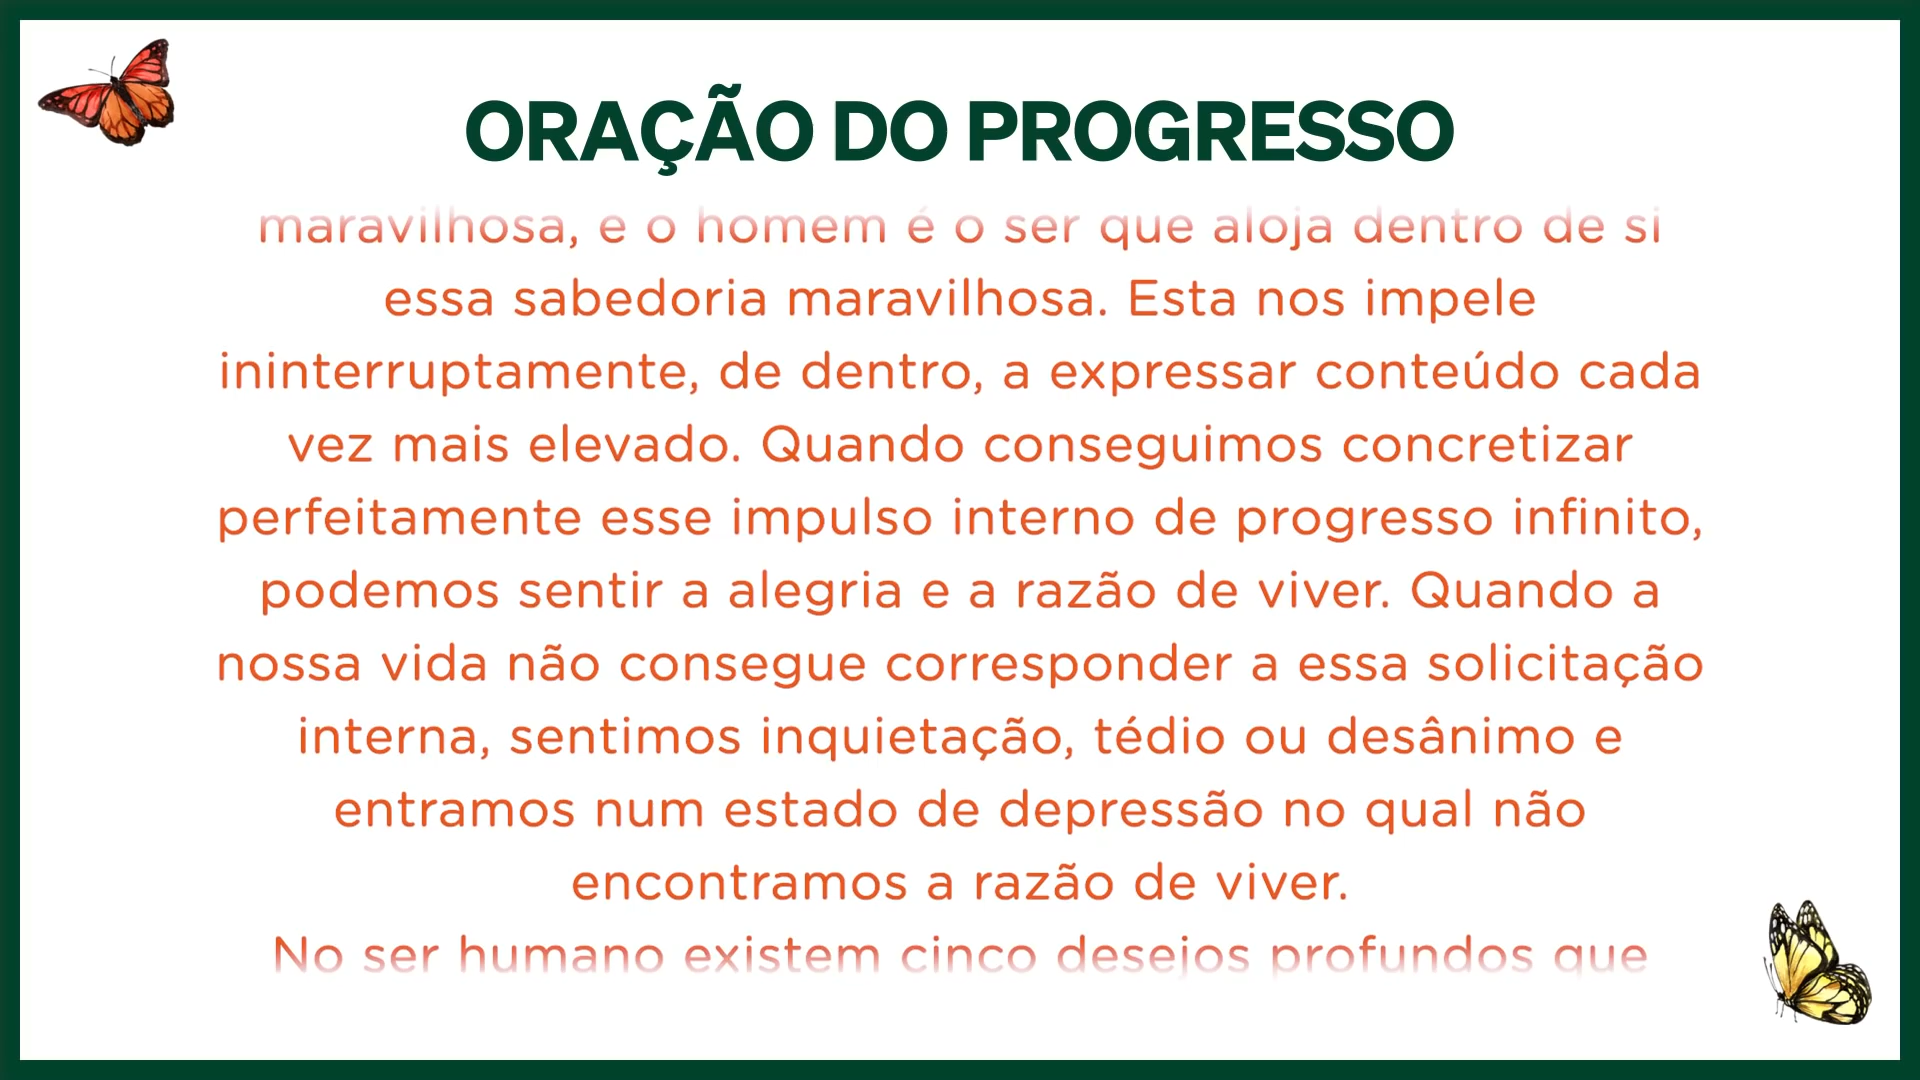 ORAÇÃO DO PROGRESSO
maravilhosa, e o homem é o ser que aloja dentro de si
essa sabedoria maravilhosa. Esta nos impele
ininterruptamente, de dentro, a expressar conteúdo cada
vez mais elevado. Quando conseguimos concretizar
perfeitamente esse impulso interno de progresso infinito,
podemos sentir a alegria e a razão de viver. Quando a
nossa vida não consegue corresponder a essa solicitação
interna, sentimos inquietação, tédio ou desânimo e
entramos num estado de depressão no qual não
encontramos a razão de viver.
No ser humano existem cinco desejos profundos que